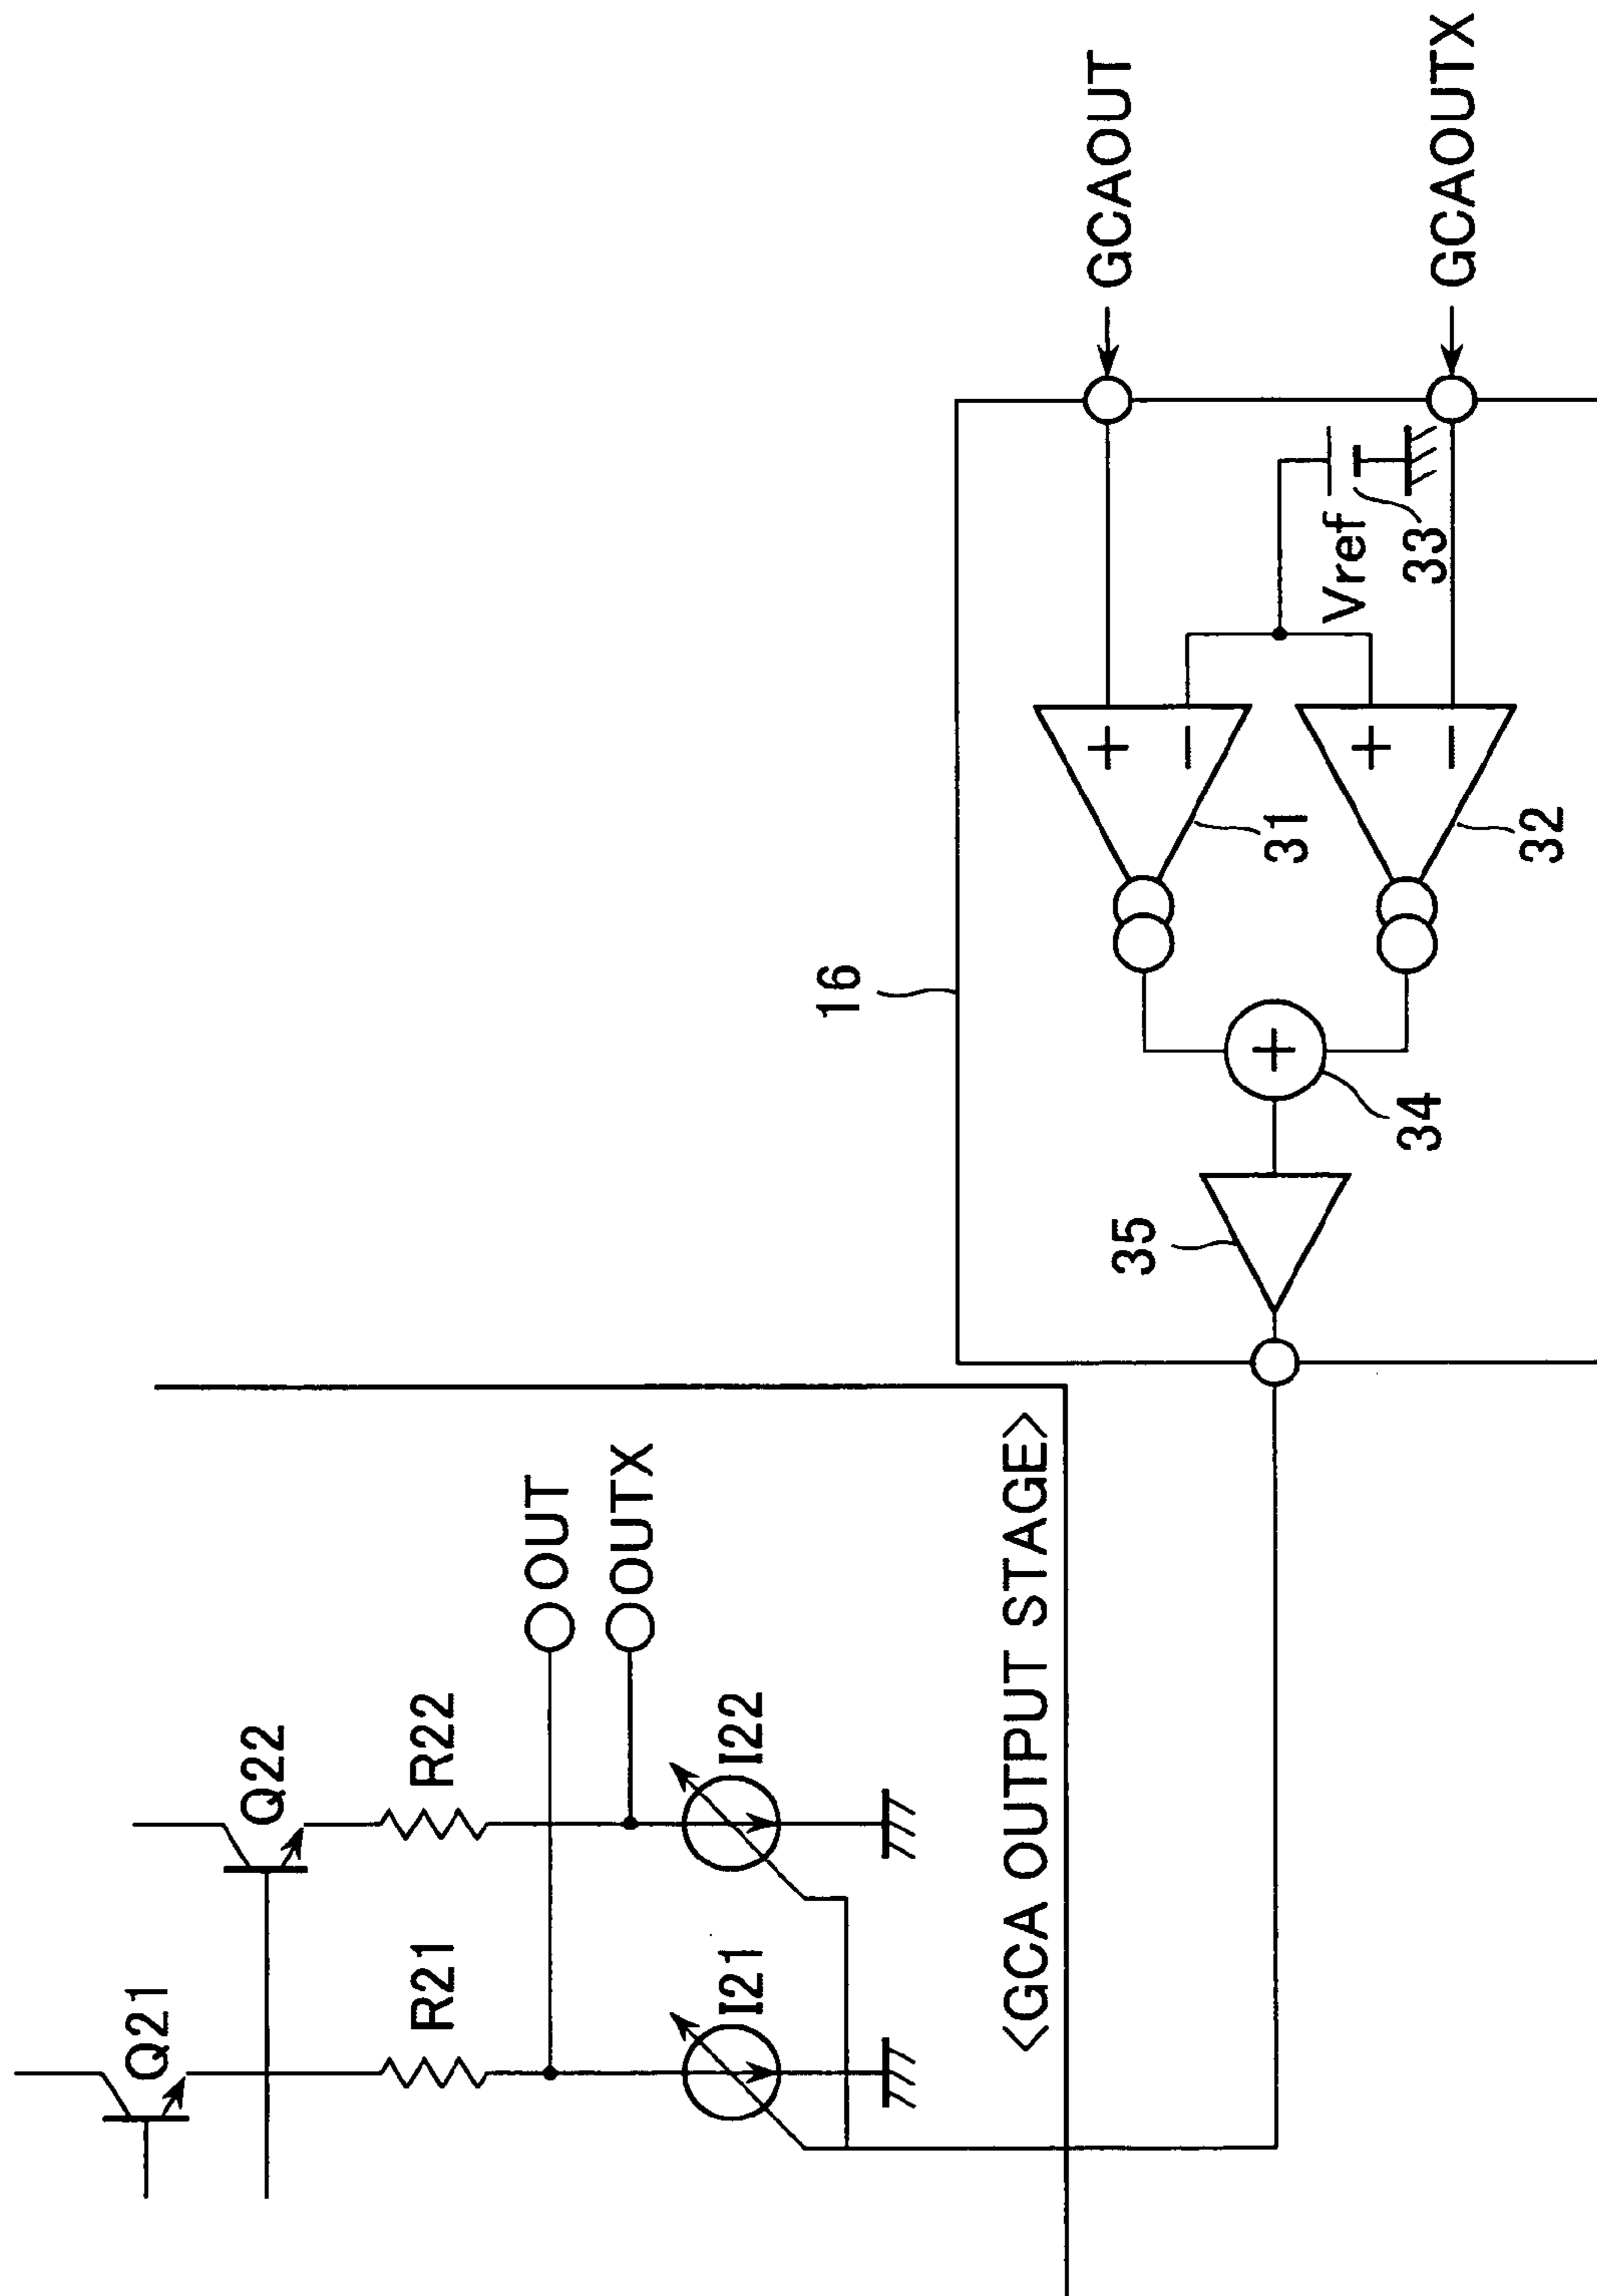 Q21
Q22
R21
R22
OUT
OUTX
I21
I22
<GCA OUTPUT STAGE>
16
35
34
31
32
+
−
+
−
+
Vref
33
GCAOUT
GCAOUTX